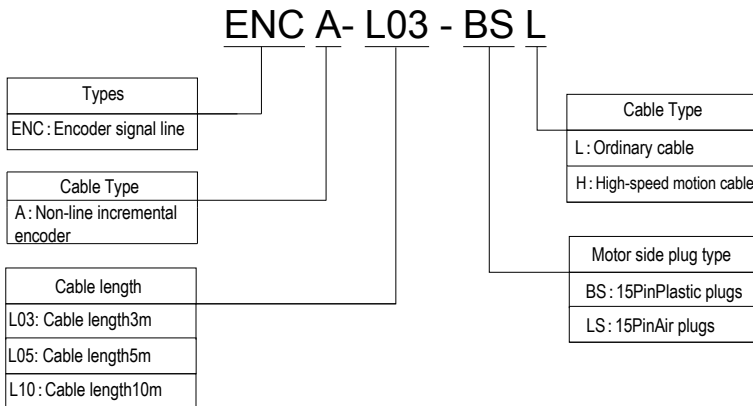 ENC A- L03 - BS L
Types
ENC : Encoder signal line
Cable Type
A : Non-line incremental
encoder
Cable length
L03: Cable length3m
L05: Cable length5m
L10 : Cable length10m
Cable Type
L : Ordinary cable
H : High-speed motion cable
Motor side plug type
BS : 15PinPlastic plugs
LS : 15PinAir plugs